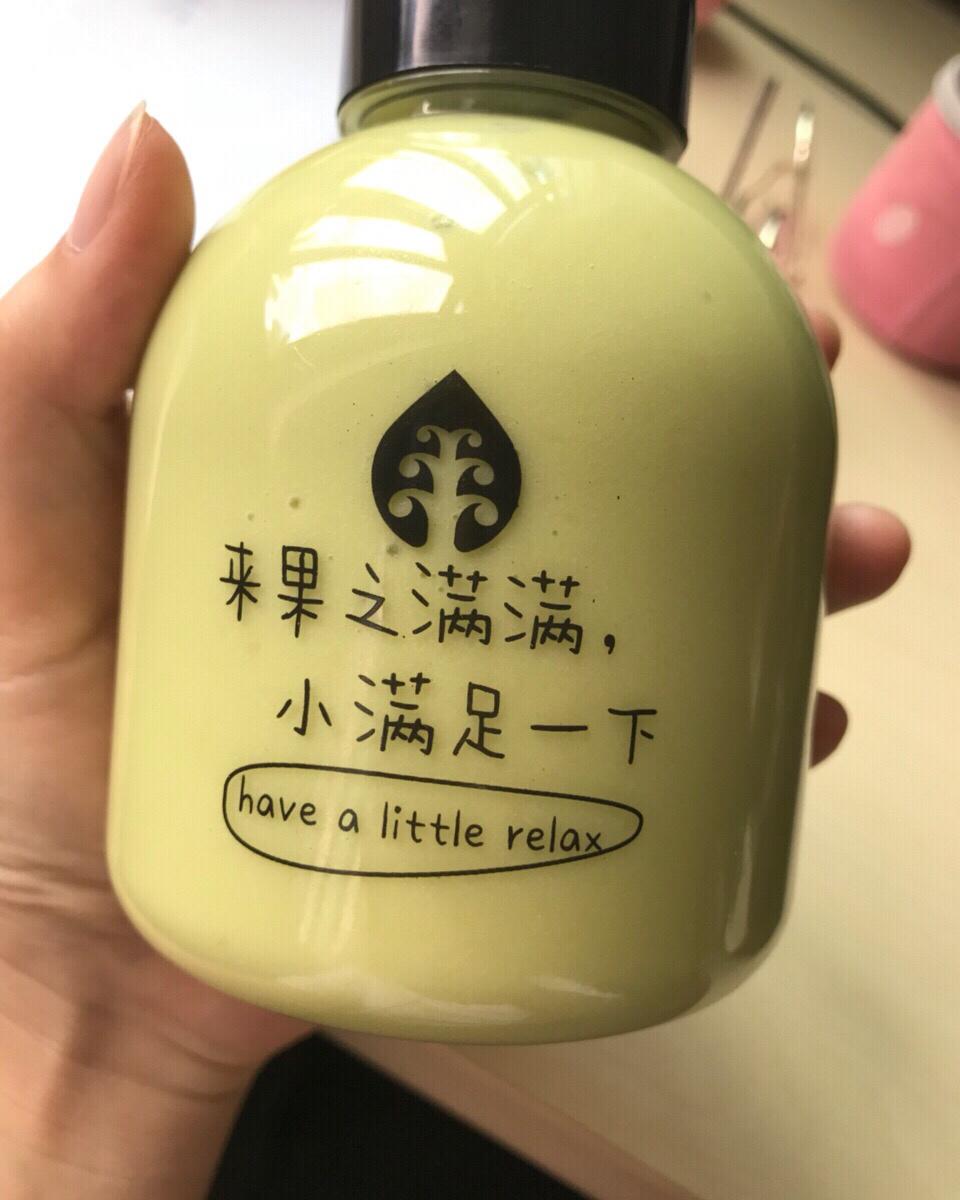 来果之满满，
小满足一下
have a little relax